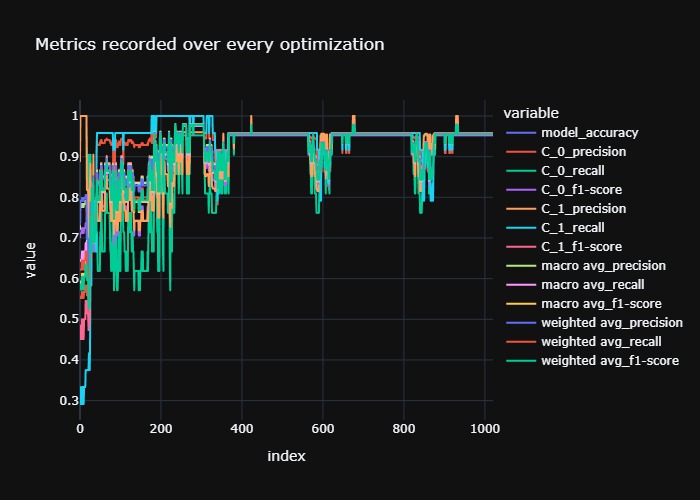 Metrics recorded over every optimization
variable
model_accuracy
C_0_precision
C_0_recall
C_0_f1-score
C_1_precision
C_1_recall
C_1_f1-score
macro avg_precision
macro avg_recall
macro avg_f1-score
weighted avg_precision
weighted avg_recall
weighted avg_f1-score
value
1
0.9
0.8
0.7
0.6
0.5
0.4
0.3
0
200
400
600
800
1000
index